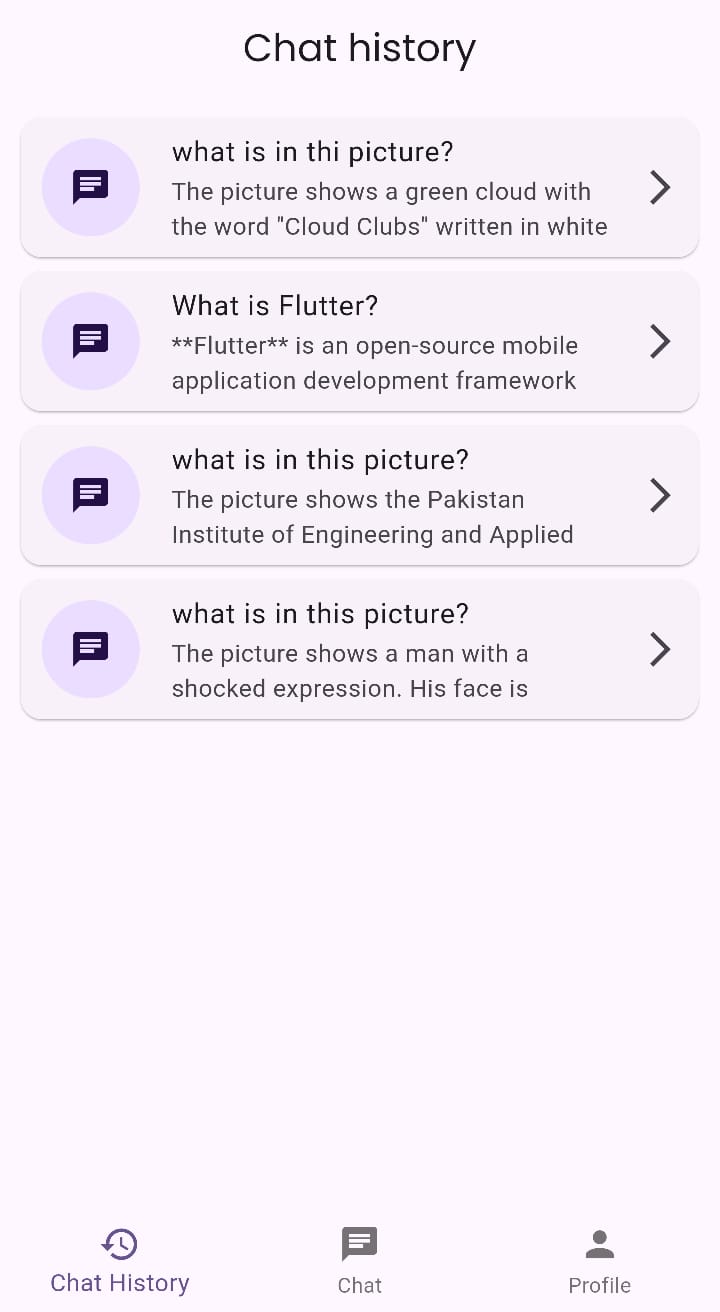 Chat history
what is in thi picture?
The picture shows a green cloud with
the word "Cloud Clubs" written in white
What is Flutter?
**Flutter** is an open-source mobile
application development framework
what is in this picture?
The picture shows the Pakistan
Institute of Engineering and Applied
what is in this picture?
The picture shows a man with a
shocked expression. His face is
Chat History
Chat
Profile